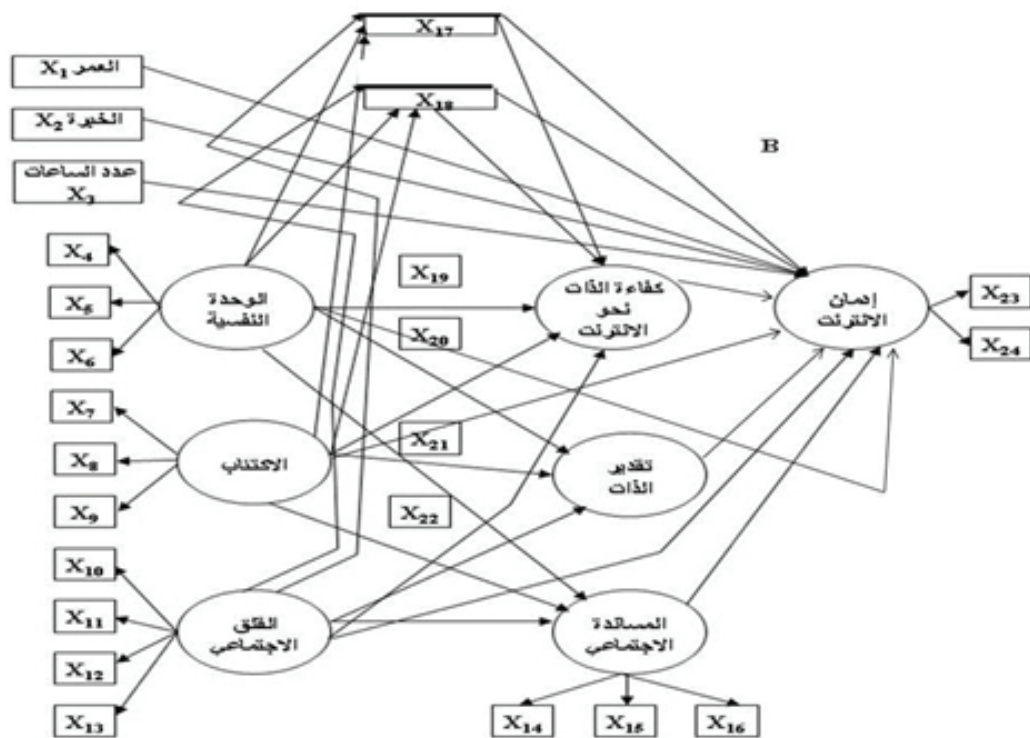 X17
X1 العمر
X18
X2 الخبرة
B
عدد الساعات
X3
X4
X19
الوحدة
النفسية
كفاءة الذات
نحو
الانترنت
إدمان
الانترنت
X23
X5
X20
X24
X6
X7
X21
الاكتئاب
تقدير
الذات
X8
X22
X9
X10
القلق
الاجتماعي
المساندة
الاجتماعي
X11
X12
X13
X14
X15
X16